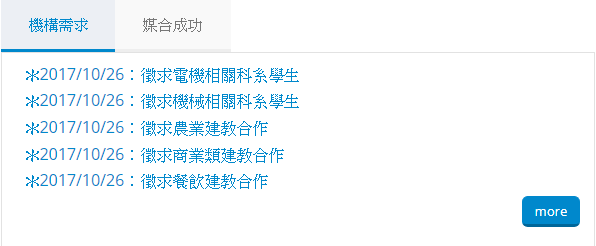 機構需求
媒合成功
＊2017/10/26：徵求電機相關科系學生
＊2017/10/26：徵求機械相關科系學生
＊2017/10/26：徵求農業建教合作
＊2017/10/26：徵求商業類建教合作
＊2017/10/26：徵求餐飲建教合作
more